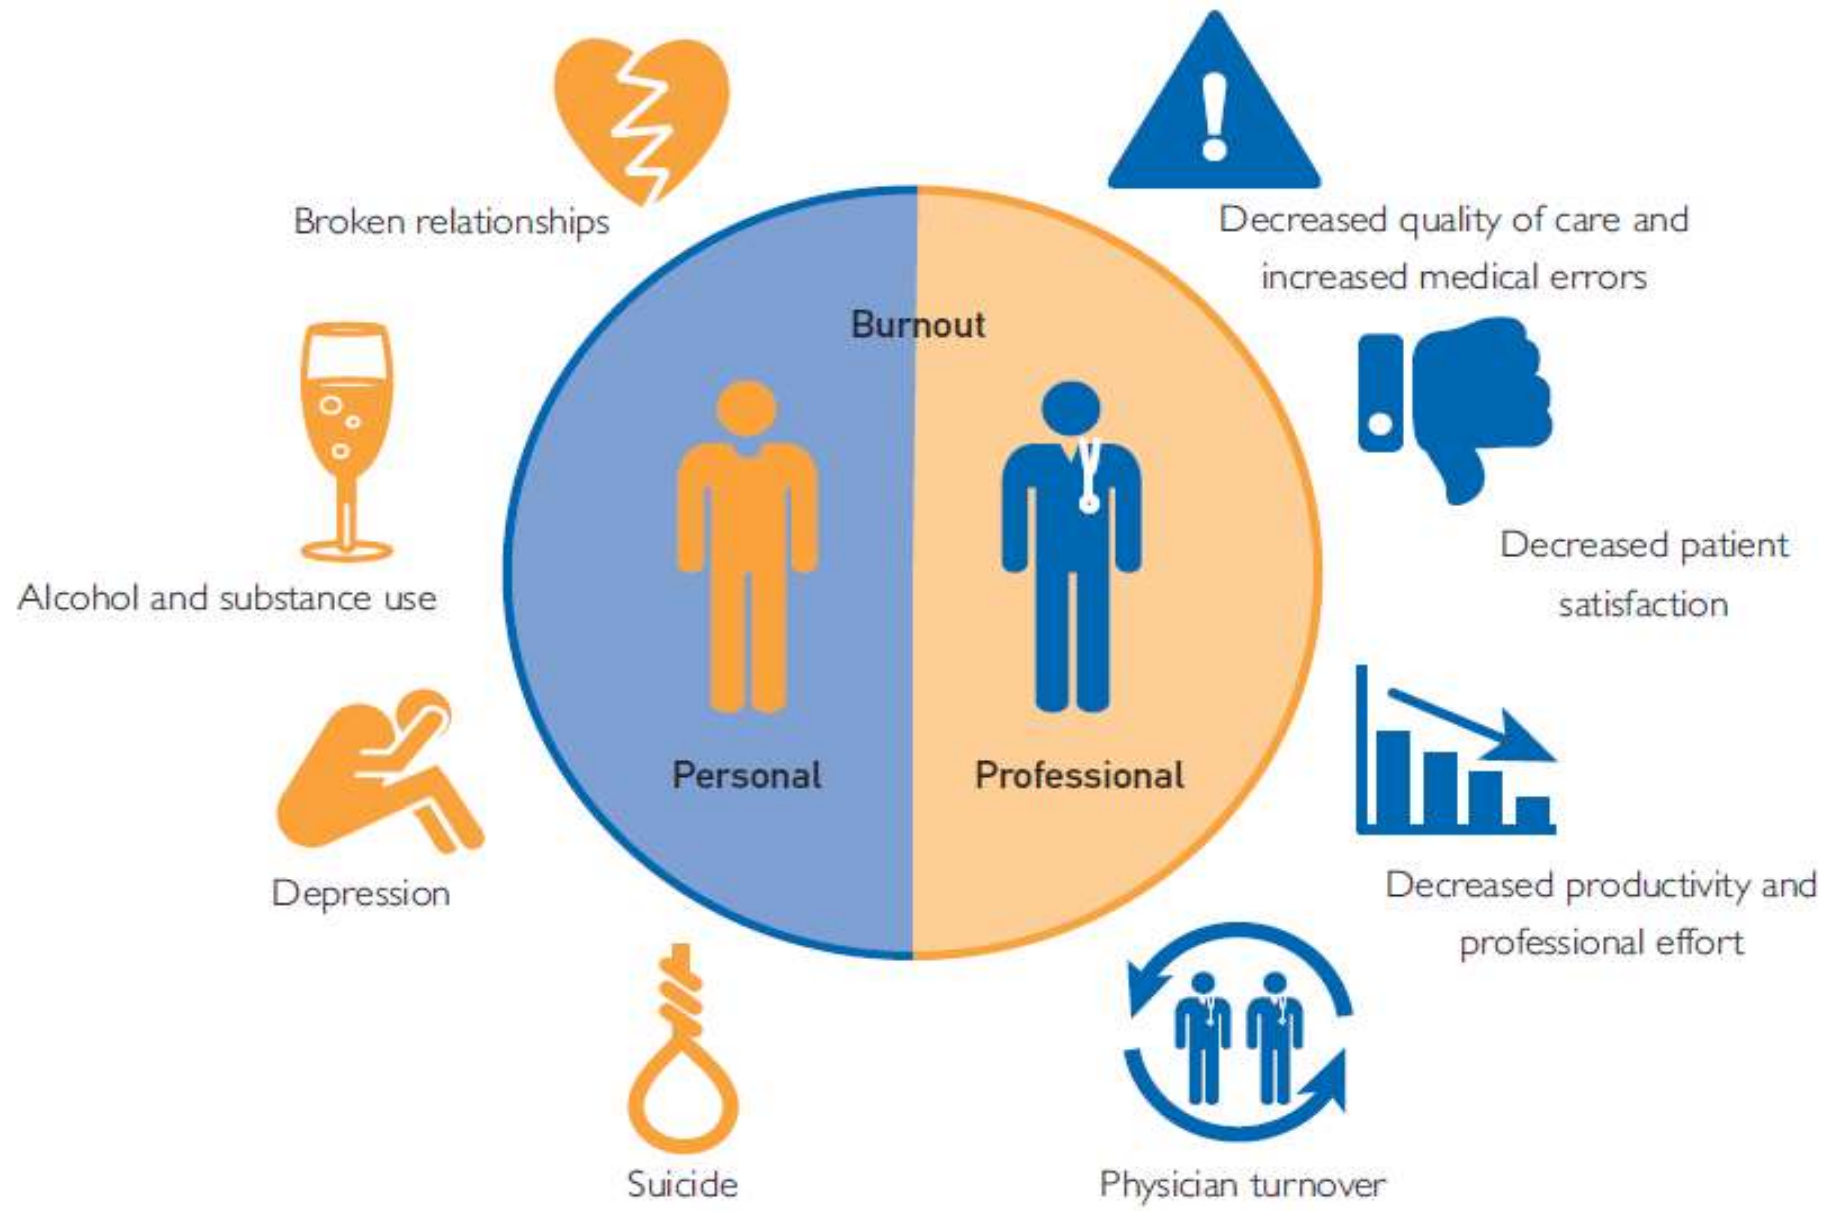 Broken relationships
Decreased quality of care and
increased medical errors
Burnout
Alcohol and substance use
Decreased patient
satisfaction
Personal
Professional
Depression
Decreased productivity and
professional effort
Suicide
Physician turnover